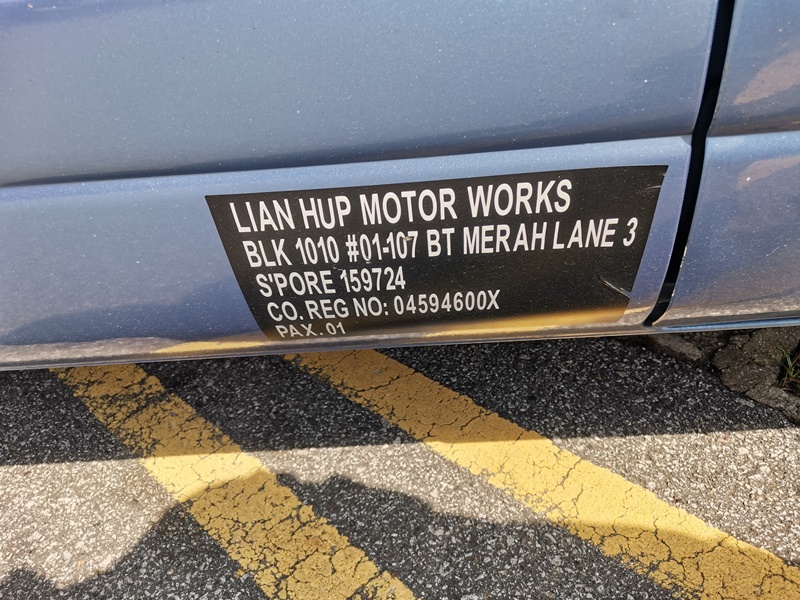 LIAN HUP MOTOR WORKS
BLK 1010 #01-107 BT MERAH LANE 3
S'PORE 159724
CO. REG NO: 04594600X
PAX. 01